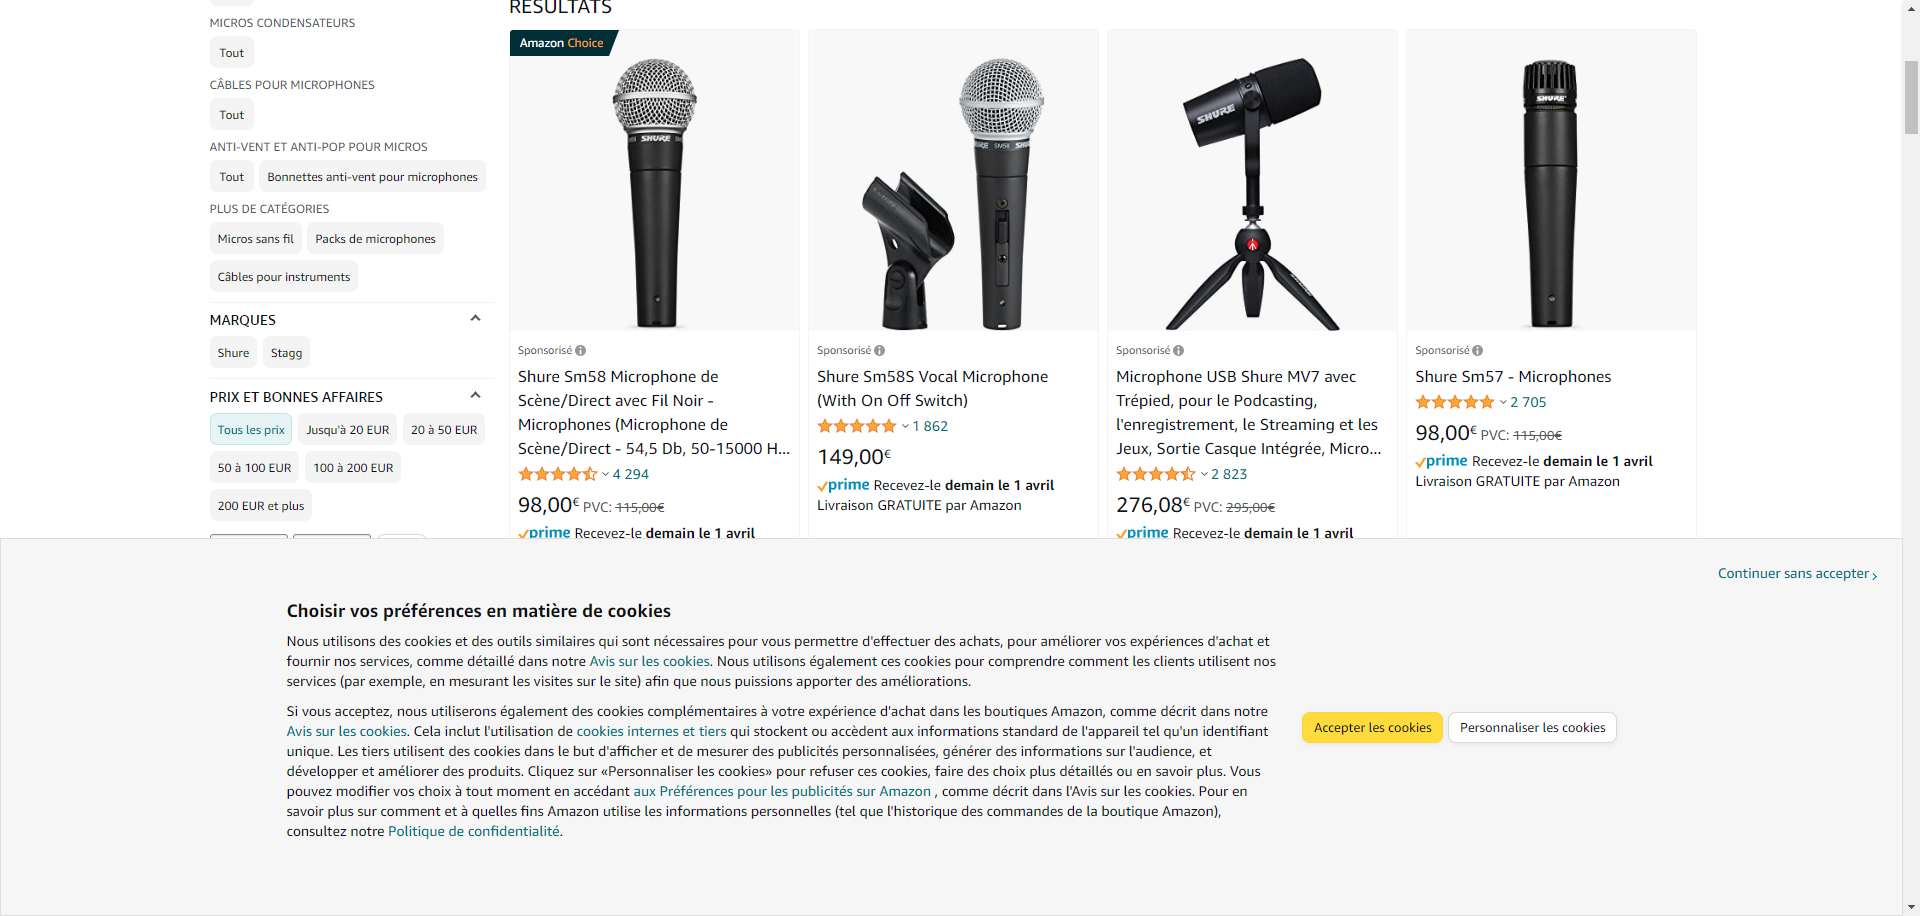 RÉSULTATS
MICROS CONDENSATEURS
Tout
CÂBLES POUR MICROPHONES
Tout
ANTI-VENT ET ANTI-POP POUR MICROS
Tout
Bonnettes anti-vent pour microphones
PLUS DE CATÉGORIES
Micros sans fil
Packs de microphones
Câbles pour instruments
MARQUES
Shure
Stagg
PRIX ET BONNES AFFAIRES
Tous les prix
Jusqu'à 20 EUR
20 à 50 EUR
50 à 100 EUR
100 à 200 EUR
200 EUR et plus
Amazon Choice
SHURE
Sponsorisé
Shure Sm58 Microphone de
Scène/Direct avec Fil Noir -
Microphones (Microphone de
Scène/Direct - 54,5 Db, 50-15000 H...
4 294
98,00€ PVC: 115,00€
prime Recevez-le demain le 1 avril
SM58
Sponsorisé
Shure Sm58S Vocal Microphone
(With On Off Switch)
1 862
149,00€
prime Recevez-le demain le 1 avril
Livraison GRATUITE par Amazon
SHURE
Sponsorisé
Microphone USB Shure MV7 avec
Trépied, pour le Podcasting,
l'enregistrement, le Streaming et les
Jeux, Sortie Casque Intégrée, Micro...
2 823
276,08€ PVC: 295,00€
prime Recevez-le demain le 1 avril
SHURE
Sponsorisé
Shure Sm57 - Microphones
2 705
98,00€ PVC: 115,00€
prime Recevez-le demain le 1 avril
Livraison GRATUITE par Amazon
Continuer sans accepter
Choisir vos préférences en matière de cookies
Nous utilisons des cookies et des outils similaires qui sont nécessaires pour vous permettre d'effectuer des achats, pour améliorer vos expériences d'achat et
fournir nos services, comme détaillé dans notre Avis sur les cookies. Nous utilisons également ces cookies pour comprendre comment les clients utilisent nos
services (par exemple, en mesurant les visites sur le site) afin que nous puissions apporter des améliorations.
Si vous acceptez, nous utiliserons également des cookies complémentaires à votre expérience d'achat dans les boutiques Amazon, comme décrit dans notre
Avis sur les cookies. Cela inclut l'utilisation de cookies internes et tiers qui stockent ou accèdent aux informations standard de l'appareil tel qu'un identifiant
unique. Les tiers utilisent des cookies dans le but d'afficher et de mesurer des publicités personnalisées, générer des informations sur l'audience, et
développer et améliorer des produits. Cliquez sur «Personnaliser les cookies» pour refuser ces cookies, faire des choix plus détaillés ou en savoir plus. Vous
pouvez modifier vos choix à tout moment en accédant aux Préférences pour les publicités sur Amazon , comme décrit dans l'Avis sur les cookies. Pour en
savoir plus sur comment et à quelles fins Amazon utilise les informations personnelles (tel que l'historique des commandes de la boutique Amazon),
consultez notre Politique de confidentialité.
Accepter les cookies
Personnaliser les cookies